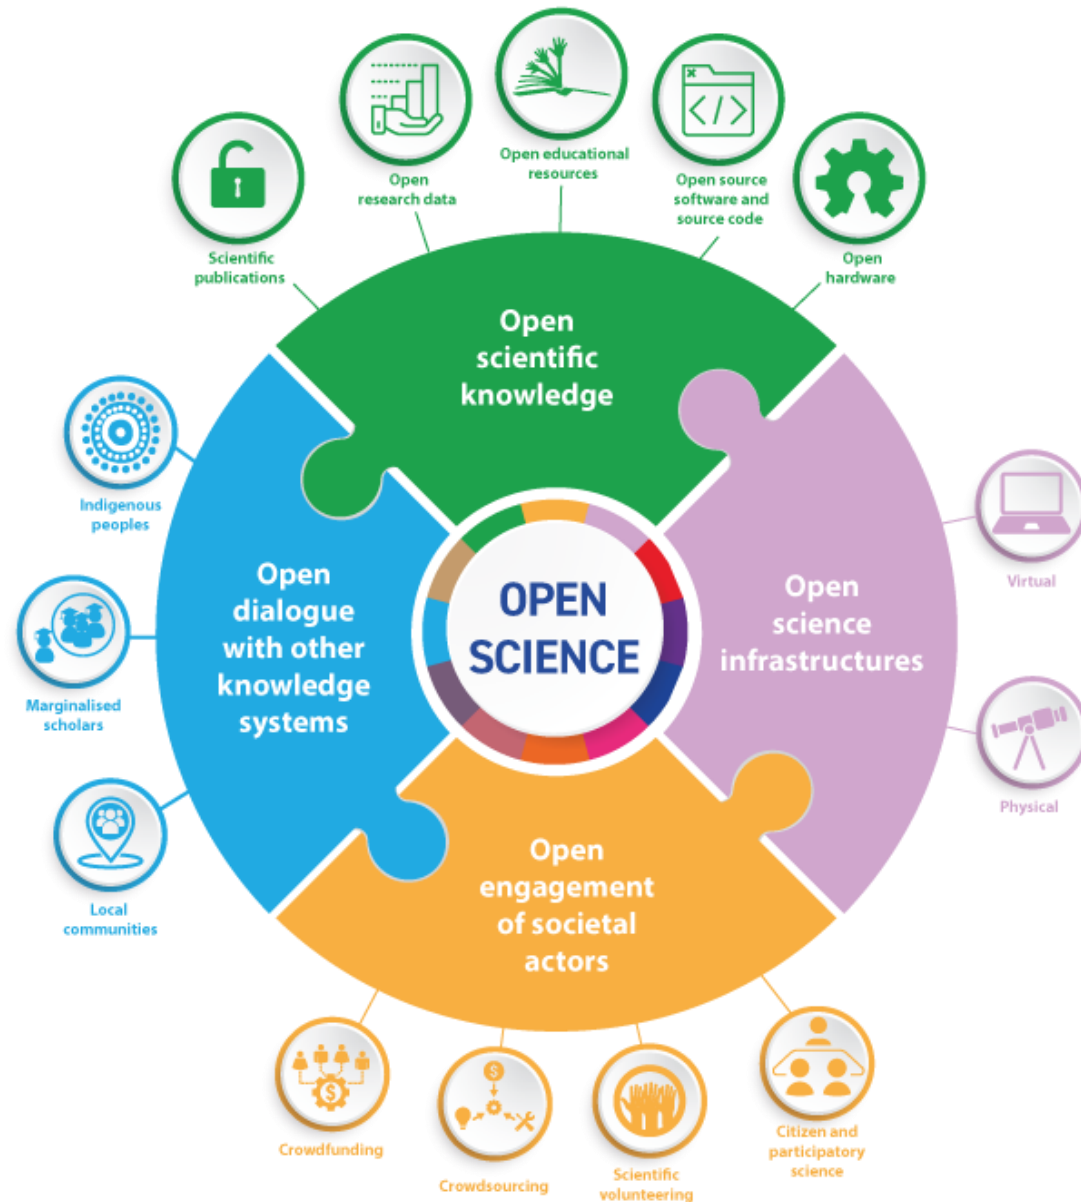 Open educational
resources
Open
research data
Open source
software and
source code
Scientific
publications
Open
hardware
Open
scientific
knowledge
Indigenous
peoples
Marginalised
scholars
Local
communities
Open
dialogue
with other
knowledge
systems
OPEN
SCIENCE
Open
science
infrastructures
Virtual
Physical
Open
engagement
of societal
actors
$
Crowdfunding
$
Crowdsourcing
Scientific
volunteering
Citizen and
participatory
science